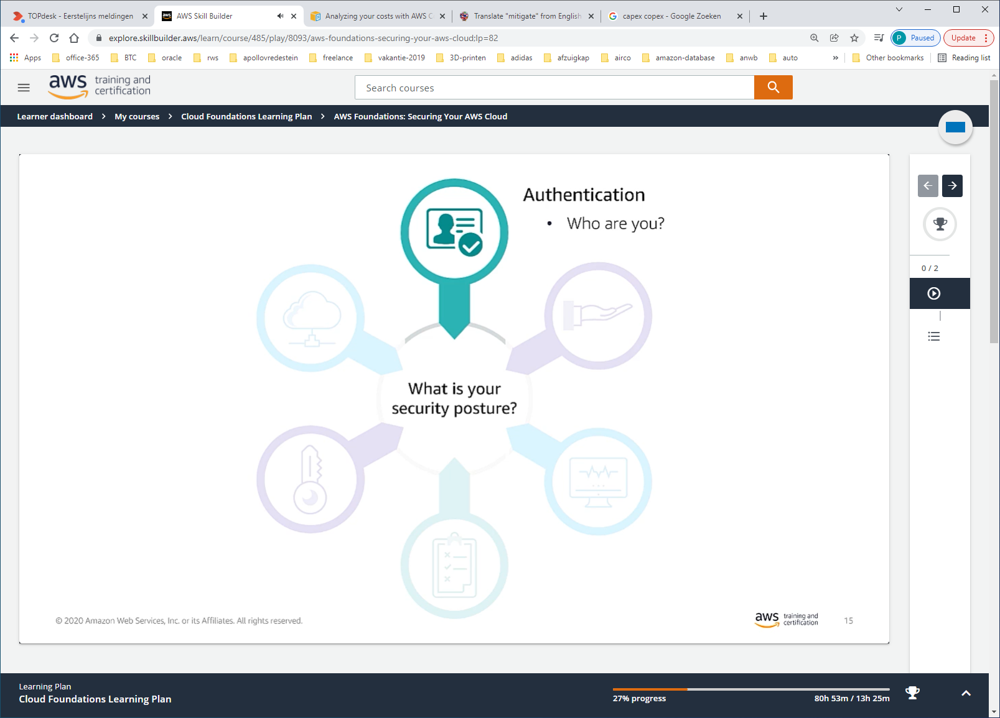 TOPdesk - Eerstelijns meldingen
AWS Skill Builder
Analyzing your costs with AWS C
Translate "mitigate" from English
capex copex - Google Zoeken
explore.skillbuilder.aws/learn/course/485/play/8093/aws-foundations-securing-your-aws-cloud;lp=82
P Paused
Update
Apps
office-365
BTC
oracle
rws
apollovredestein
freelance
vakantie-2019
3D-printen
adidas
afzuigkap
airco
amazon-database
anwb
auto
»
Other bookmarks
Reading list
aws training and
certification
Search courses
Learner dashboard > My courses > Cloud Foundations Learning Plan > AWS Foundations: Securing Your AWS Cloud
Authentication
• Who are you?
What is your
security posture?
0 / 2
© 2020 Amazon Web Services, Inc. or its Affiliates. All rights reserved.
aws training and
certification
15
Learning Plan
Cloud Foundations Learning Plan
27% progress
80h 53m / 13h 25m